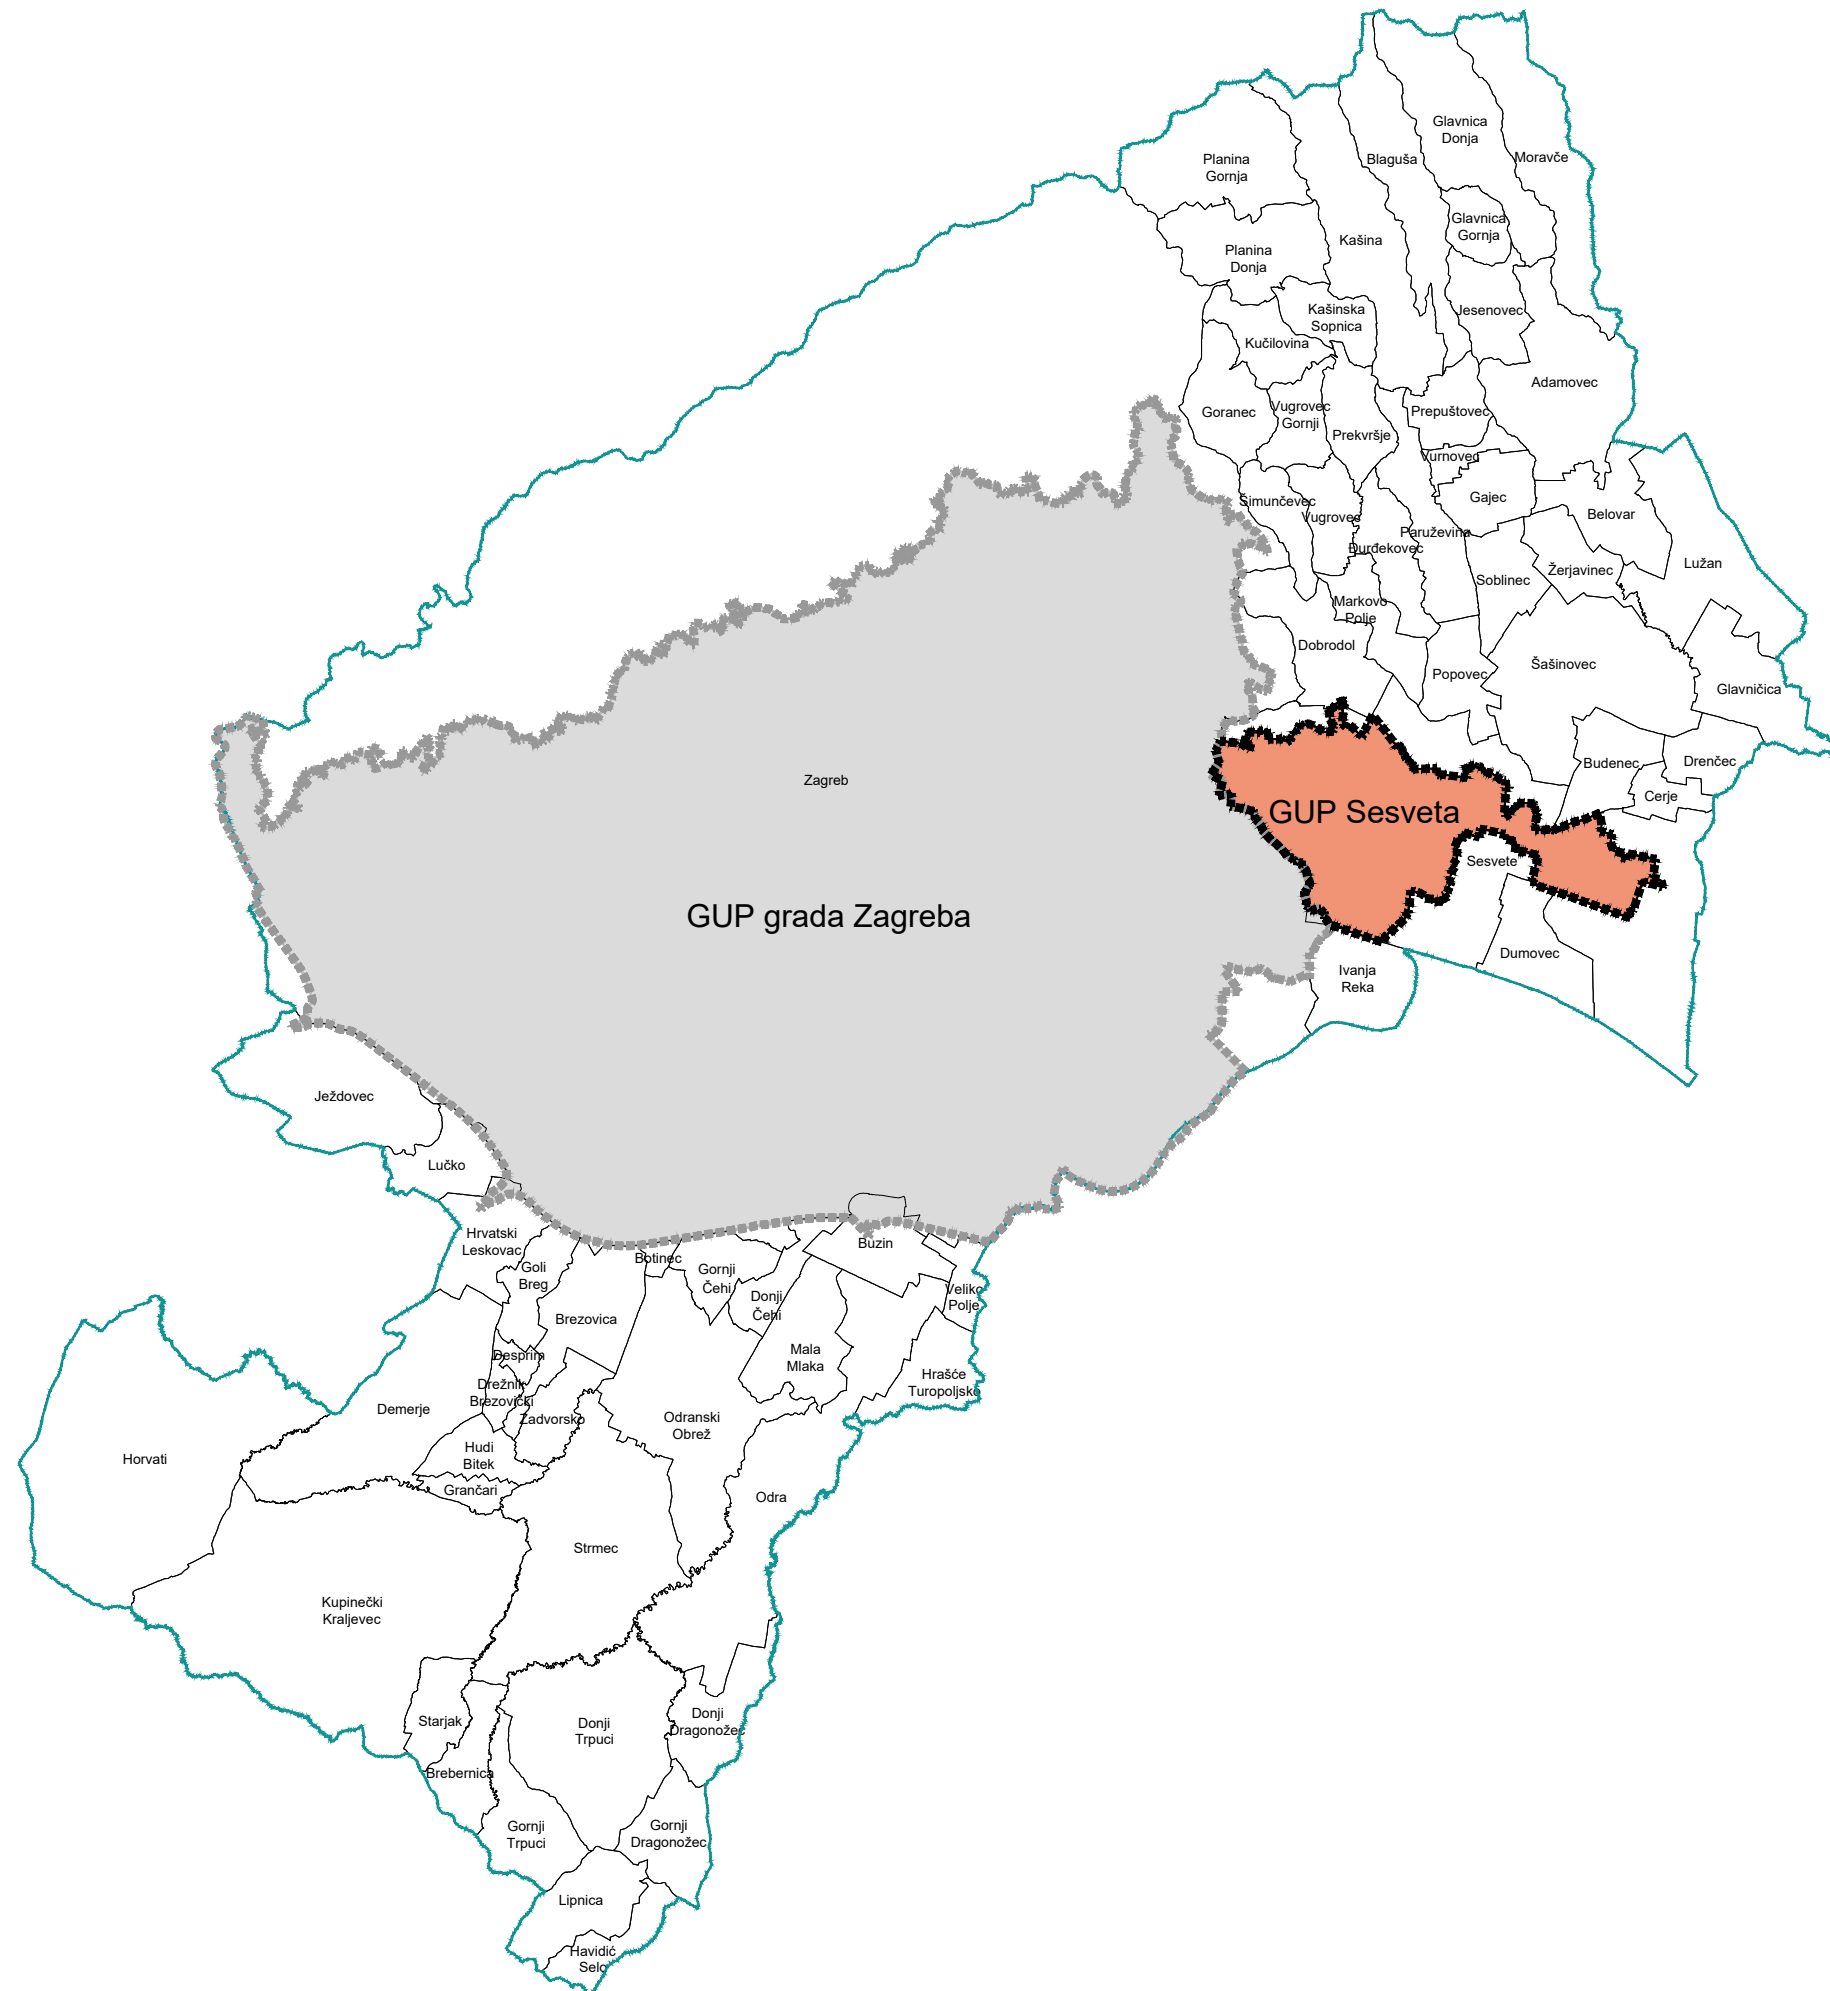 Glavnica
Donja
Moravče
Blaguša
Planina
Gornja
Glavnica
Gornja
Kašina
Planina
Donja
Kašinska
Sopnica
Jesenovec
Kučilovina
Adamovec
Goranec
Vugrovec
Gornji
Prepuštovec
Prekvršje
Vurnovec
Gajec
Šimunčevec
Vugrovec
Belovar
Paruževina
Đurđekovec
Lužan
Žerjavinec
Soblinec
Markovo
Polje
Dobrodol
Šašinovec
Popovec
Glavničica
Budenec
Drenčec
Cerje
Zagreb
GUP Sesveta
Sesvete
GUP grada Zagreba
Dumovec
Ivanja
Reka
Ježdovec
Lučko
Hrvatski
Leskovac
Buzin
Botinec
Goli
Breg
Gornji
Čehi
Donji
Čehi
Veliko
Polje
Brezovica
Mala
Mlaka
Desprim
Hrašće
Turopoljsko
Drežnik
Brezovički
Demerje
Zadvorsko
Odranski
Obrež
Horvati
Hudi
Bitek
Grančari
Odra
Strmec
Kupinečki
Kraljevec
Starjak
Donji
Trpuci
Donji
Dragonožec
Brebernica
Gornji
Trpuci
Gornji
Dragonožec
Lipnica
Havidić
Selo